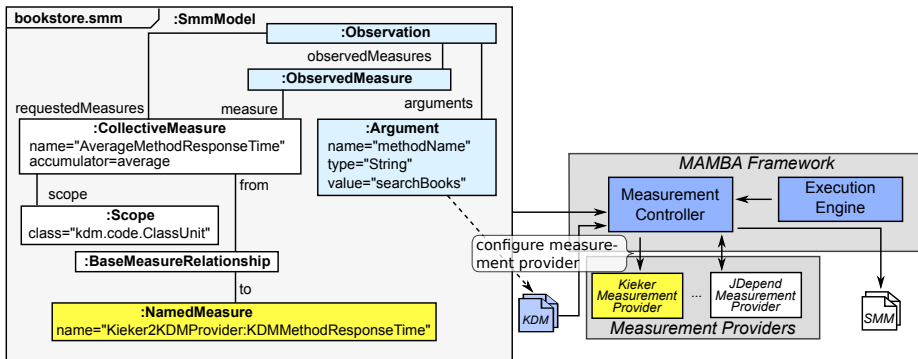 bookstore.smm
:SmmModel
:Observation
observedMeasures
:ObservedMeasure
requestedMeasures
measure
arguments
:CollectiveMeasure
name="AverageMethodResponseTime"
accumulator=average
:Argument
name="methodName"
type="String"
value="searchBooks"
scope
from
:Scope
class="kdm.code.ClassUnit"
:BaseMeasureRelationship
to
:NamedMeasure
name="Kieker2KDMProvider:KDMMethodResponseTime"
MAMBA Framework
Measurement
Controller
Execution
Engine
configure measure-
ment provider
Kieker
Measurement
Provider
...
JDepend
Measurement
Provider
Measurement Providers
KDM
SMM